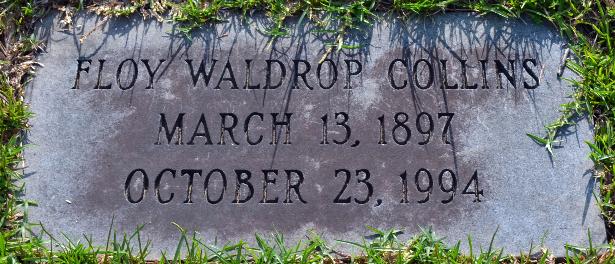 FLOY WALDROP COLLINS
MARCH 13, 1897
OCTOBER 23, 1994